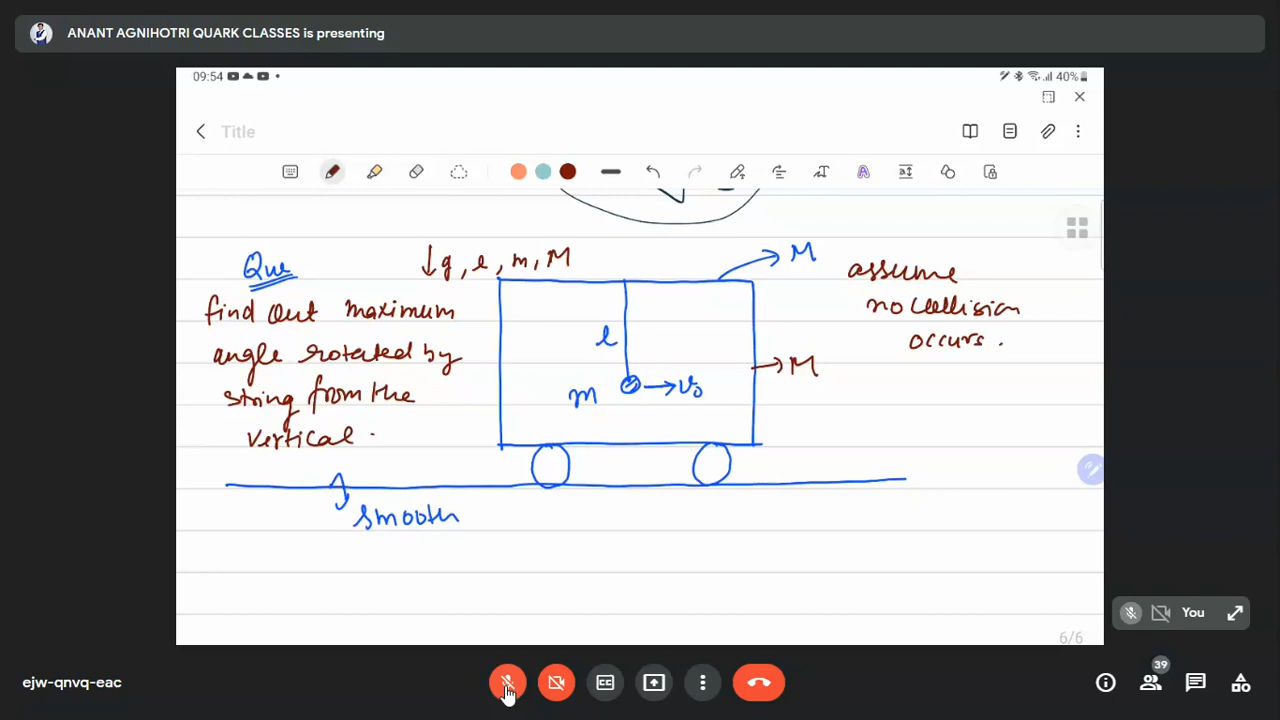 ANANT AGNIHOTRI QUARK CLASSES is presenting
09:54
40%
Title
Que
↓g, l, m, M
M
assume
no collision
occurs.
find out maximum
angle rotated by
string from the
vertical.
l
m
v₀
M
smooth
You
6/6
ejw-qnvq-eac
CC
39